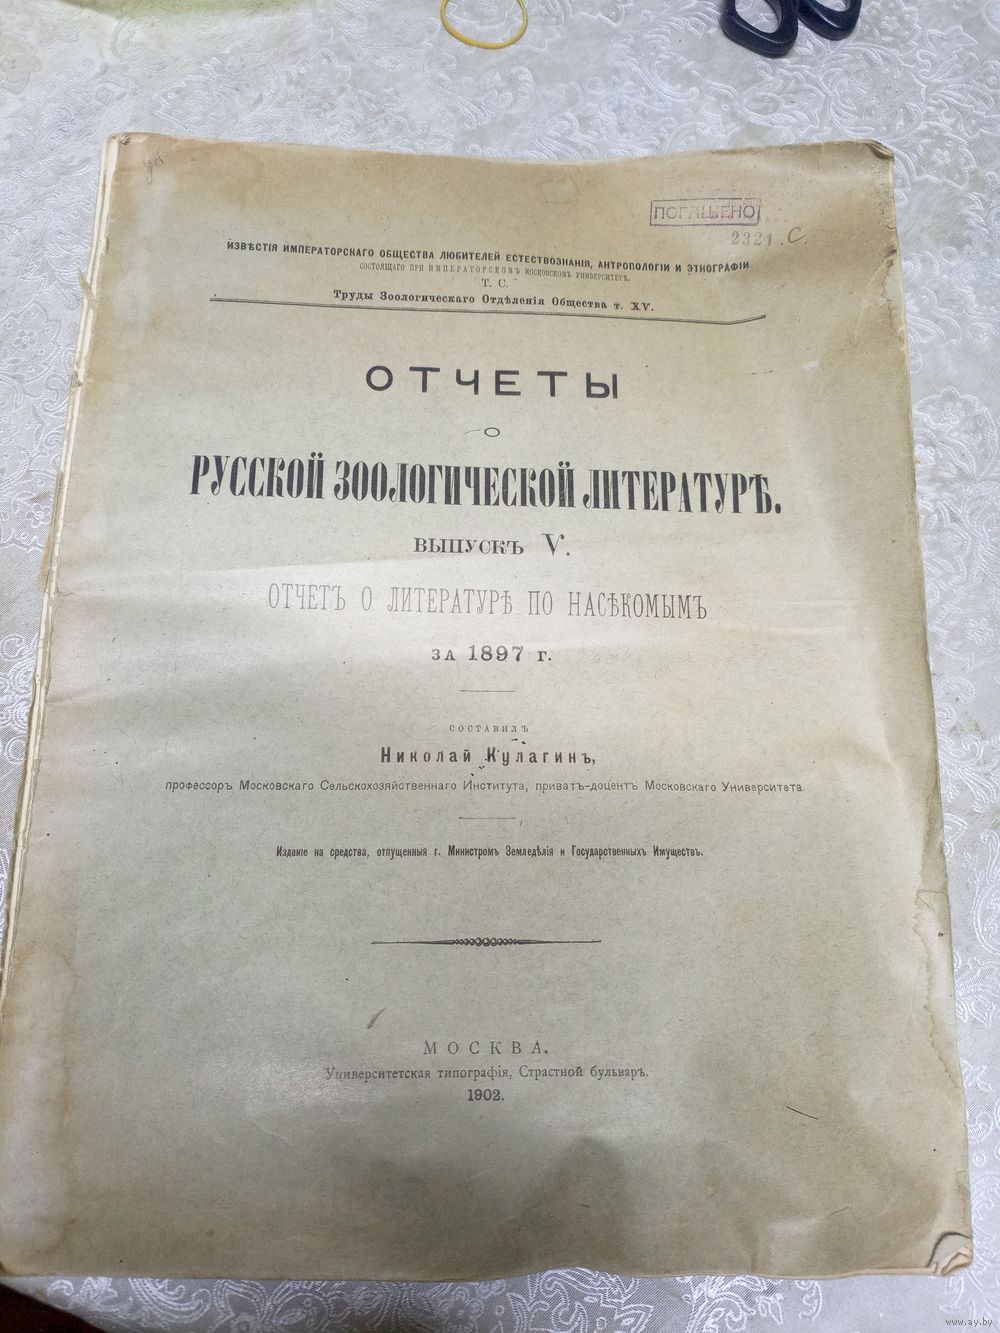 ПОГАШЕНО
2321. С.
ИЗВѢСТІЯ ИМПЕРАТОРСКАГО ОБЩЕСТВА ЛЮБИТЕЛЕЙ ЕСТЕСТВОЗНАНІЯ, АНТРОПОЛОГІИ И ЭТНОГРАФІИ
СОСТОЯЩАГО ПРИ ИМПЕРАТОРСКОМЪ МОСКОВСКОМЪ УНИВЕРСИТЕТѢ.
Т. С.
Труды Зоологическаго Отдѣленія Общества т. XV.
ОТЧЕТЫ
О
РУССКОЙ ЗООЛОГИЧЕСКОЙ ЛИТЕРАТУРѢ.
ВЫПУСКЪ V.
ОТЧЕТЪ О ЛИТЕРАТУРѢ ПО НАСѢКОМЫМЪ
ЗА 1897 Г.
СОСТАВИЛЪ
Николай Кулагинъ,
профессоръ Московскаго Сельскохозяйственнаго Института, приватъ-доцентъ Московскаго Университета.
Изданіе на средства, отпущенныя г. Министромъ Земледѣлія и Государственныхъ Имуществъ.
МОСКВА.
Университетская типографія, Страстной бульваръ.
1902.
www.ay.by